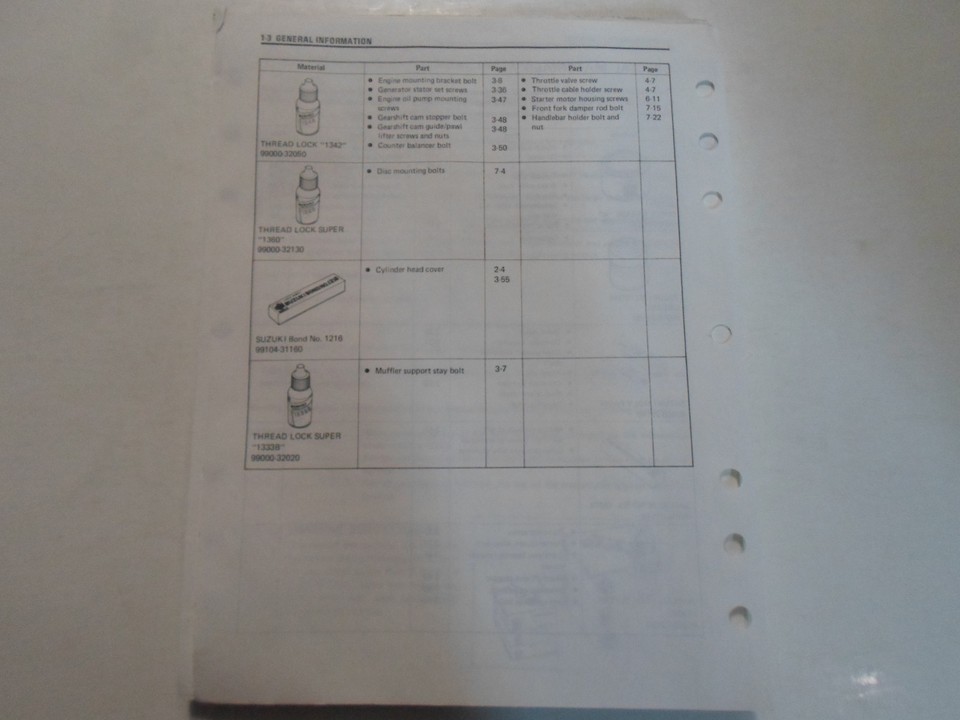 1-3 GENERAL INFORMATION
Material Part Page Part Page
THREAD LOCK "1342"
99000-32050
● Engine mounting bracket bolt 3-8
● Generator stator set screws 3-36
● Engine oil pump mounting 3-47
screws
● Gearshift cam stopper bolt 3-48
● Gearshift cam guide/pawl 3-48
lifter screws and nuts
● Counter balancer bolt 3-50
● Throttle valve screw 4-7
● Throttle cable holder screw 4-7
● Starter motor housing screws 6-11
● Front fork damper rod bolt 7-15
● Handlebar holder bolt and 7-22
nut
THREAD LOCK SUPER
"1360"
99000-32130
● Disc mounting bolts 7-4
SUZUKI Bond No. 1216
99104-31160
● Cylinder head cover 2-4
3-55
THREAD LOCK SUPER
"1333B"
99000-32020
● Muffler support stay bolt 3-7